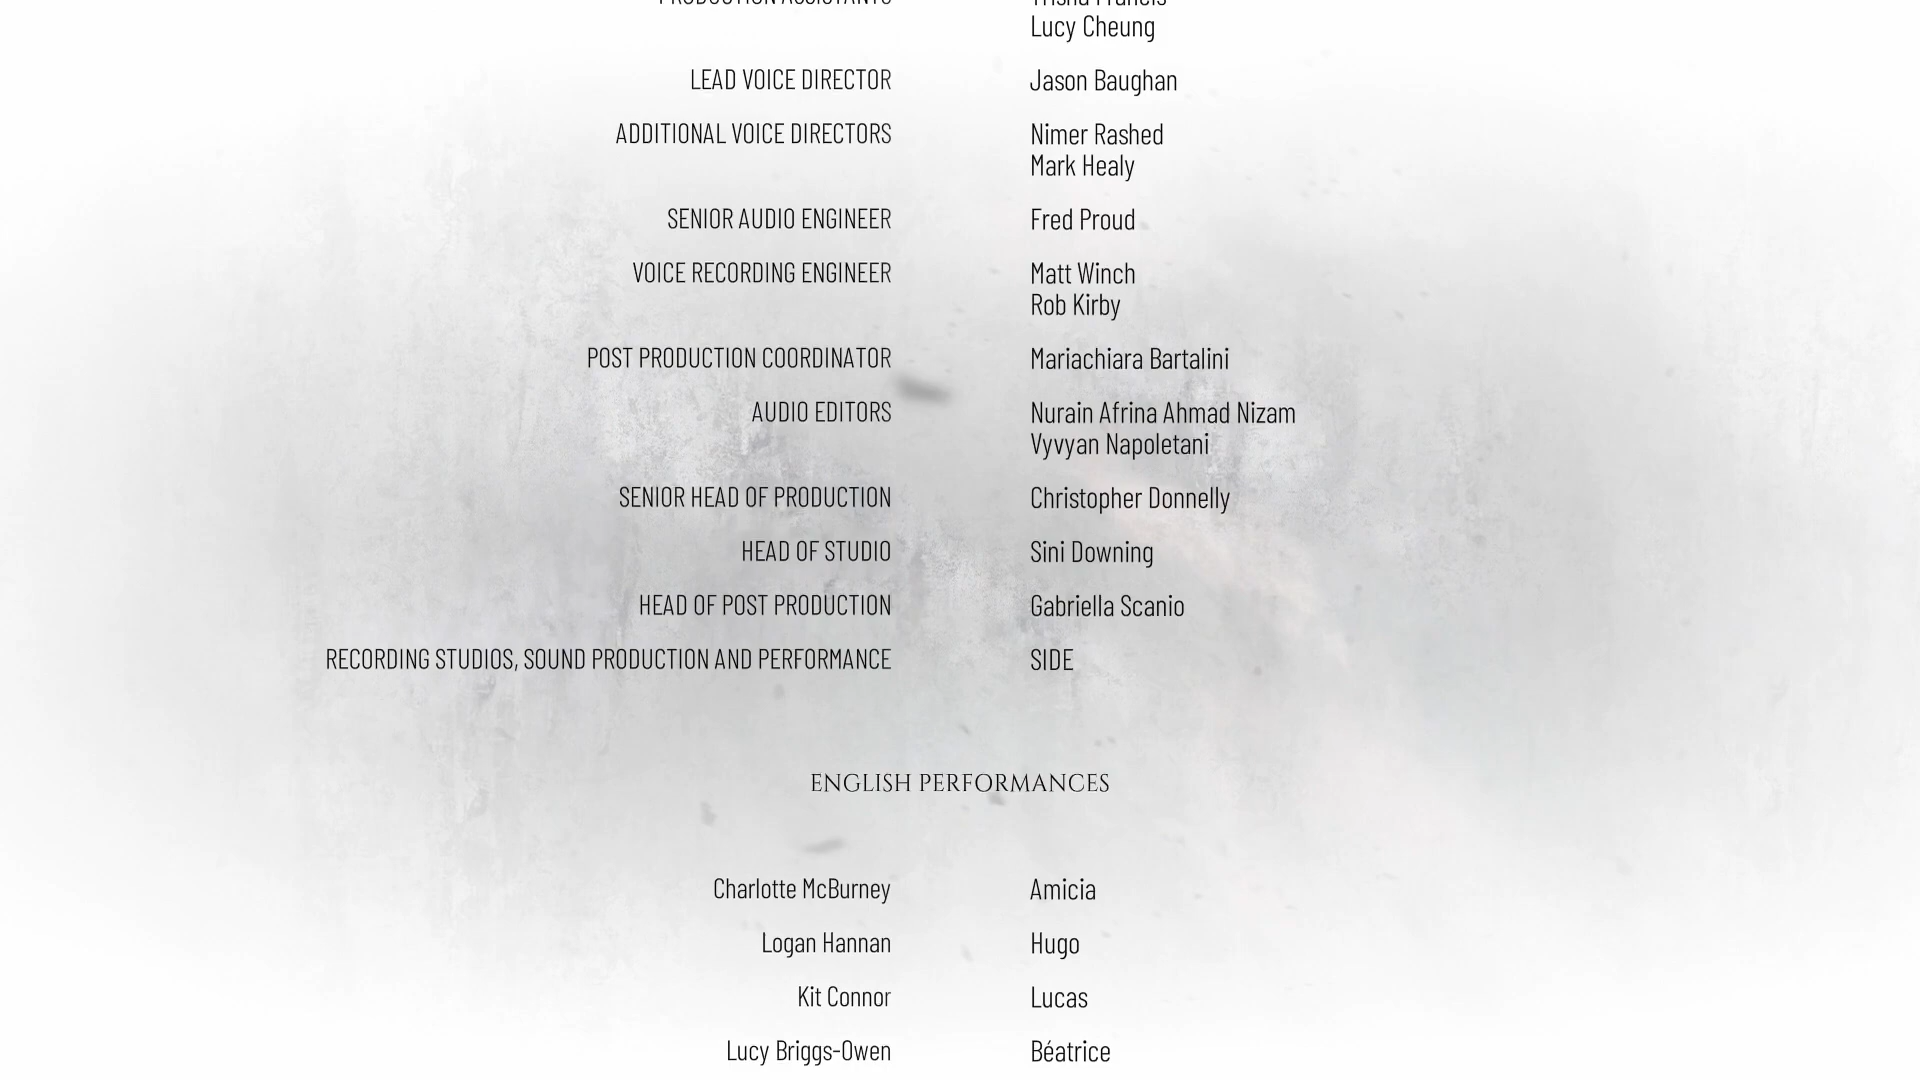 PRODUCTION ASSISTANTS Trisha Francis
Lucy Cheung
LEAD VOICE DIRECTOR Jason Baughan
ADDITIONAL VOICE DIRECTORS Nimer Rashed
Mark Healy
SENIOR AUDIO ENGINEER Fred Proud
VOICE RECORDING ENGINEER Matt Winch
Rob Kirby
POST PRODUCTION COORDINATOR Mariachiara Bartalini
AUDIO EDITORS Nurain Afrina Ahmad Nizam
Vyvyan Napoletani
SENIOR HEAD OF PRODUCTION Christopher Donnelly
HEAD OF STUDIO Sini Downing
HEAD OF POST PRODUCTION Gabriella Scanio
RECORDING STUDIOS, SOUND PRODUCTION AND PERFORMANCE SIDE
ENGLISH PERFORMANCES
Charlotte McBurney Amicia
Logan Hannan Hugo
Kit Connor Lucas
Lucy Briggs-Owen Béatrice